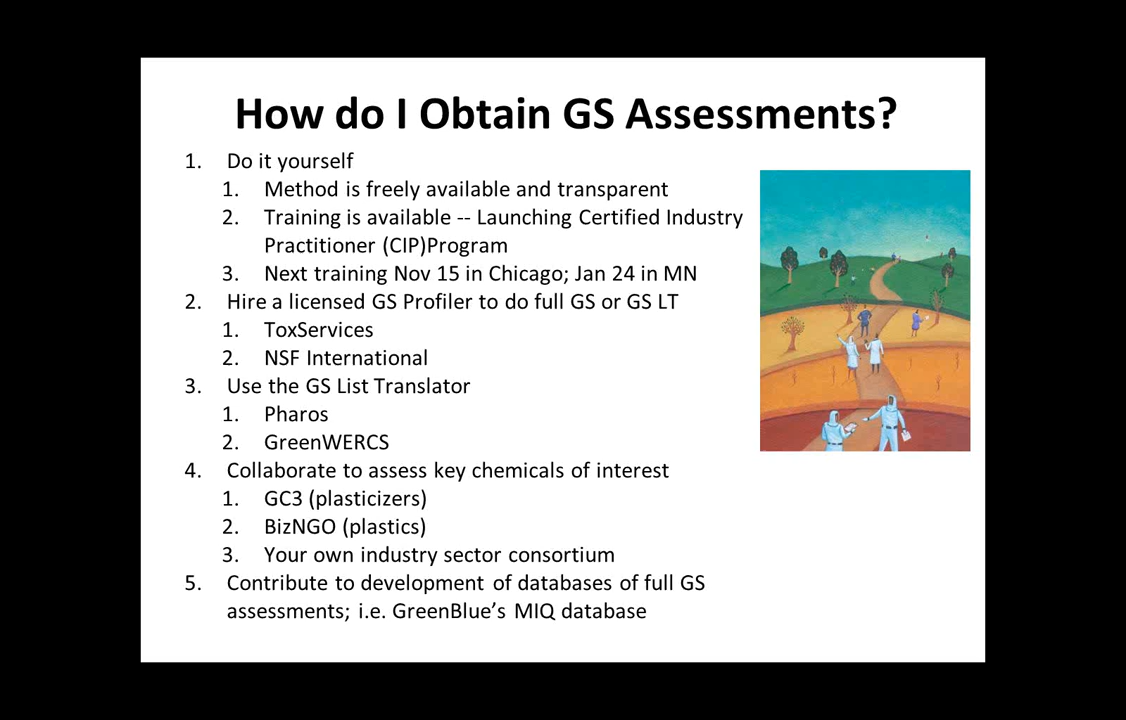 How do I Obtain GS Assessments?
1. Do it yourself
1. Method is freely available and transparent
2. Training is available -- Launching Certified Industry
Practitioner (CIP)Program
3. Next training Nov 15 in Chicago; Jan 24 in MN
2. Hire a licensed GS Profiler to do full GS or GS LT
1. ToxServices
2. NSF International
3. Use the GS List Translator
1. Pharos
2. GreenWERCS
4. Collaborate to assess key chemicals of interest
1. GC3 (plasticizers)
2. BizNGO (plastics)
3. Your own industry sector consortium
5. Contribute to development of databases of full GS
assessments; i.e. GreenBlue’s MIQ database